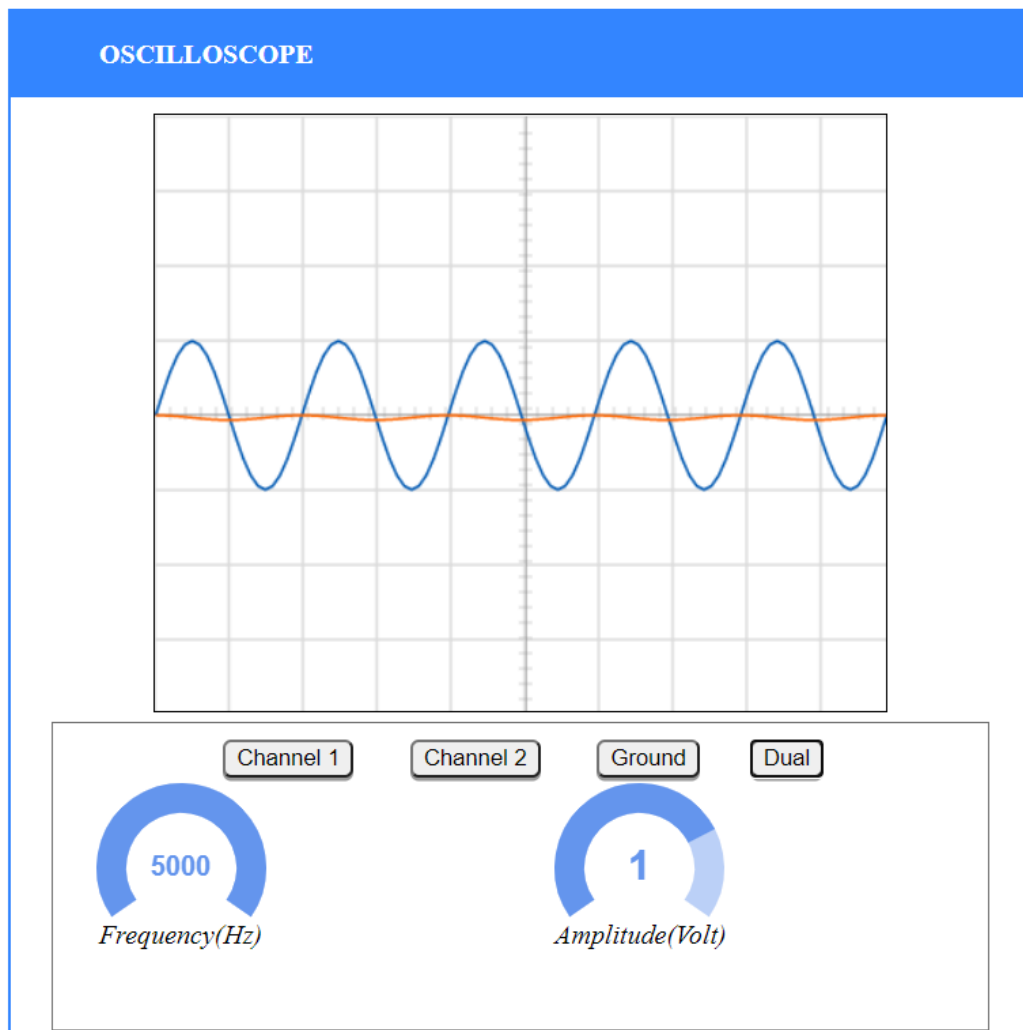 OSCILLOSCOPE
Channel 1 Channel 2 Ground Dual
5000 1
Frequency(Hz) Amplitude(Volt)